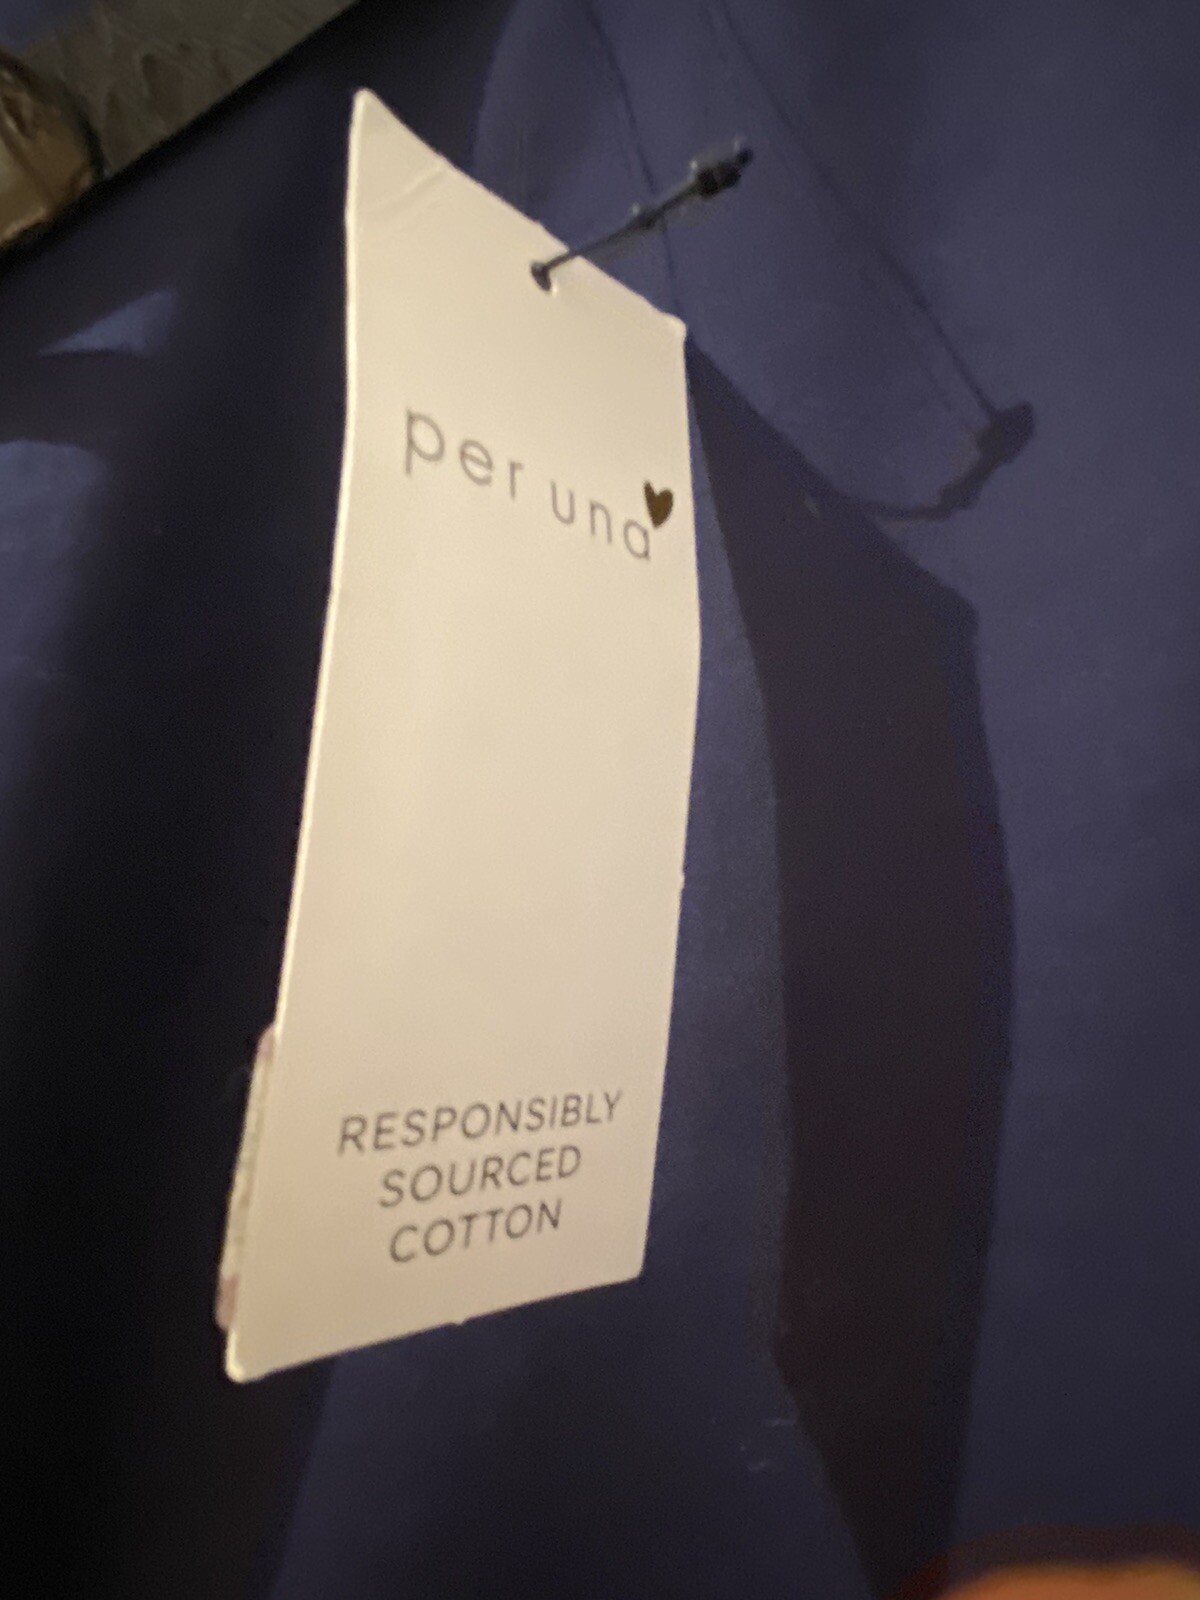 per una
RESPONSIBLY
SOURCED
COTTON